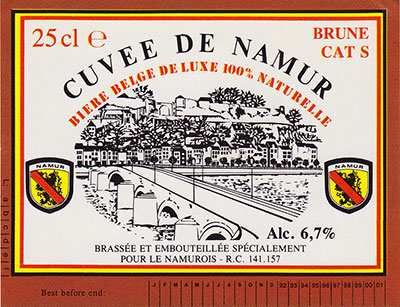 25 cl ℮
BRUNE
CAT S
CUVEE DE NAMUR
BIÈRE BELGE DE LUXE 100% NATURELLE
NAMUR
NAMUR
Alc. 6,7%
BRASSÉE ET EMBOUTEILLÉE SPÉCIALEMENT
POUR LE NAMUROIS - R.C. 141.157
L: a b c d e f
Best before end:
J F M A M J J A S O N D 92 93 94 95 96 97 98 99 00 01